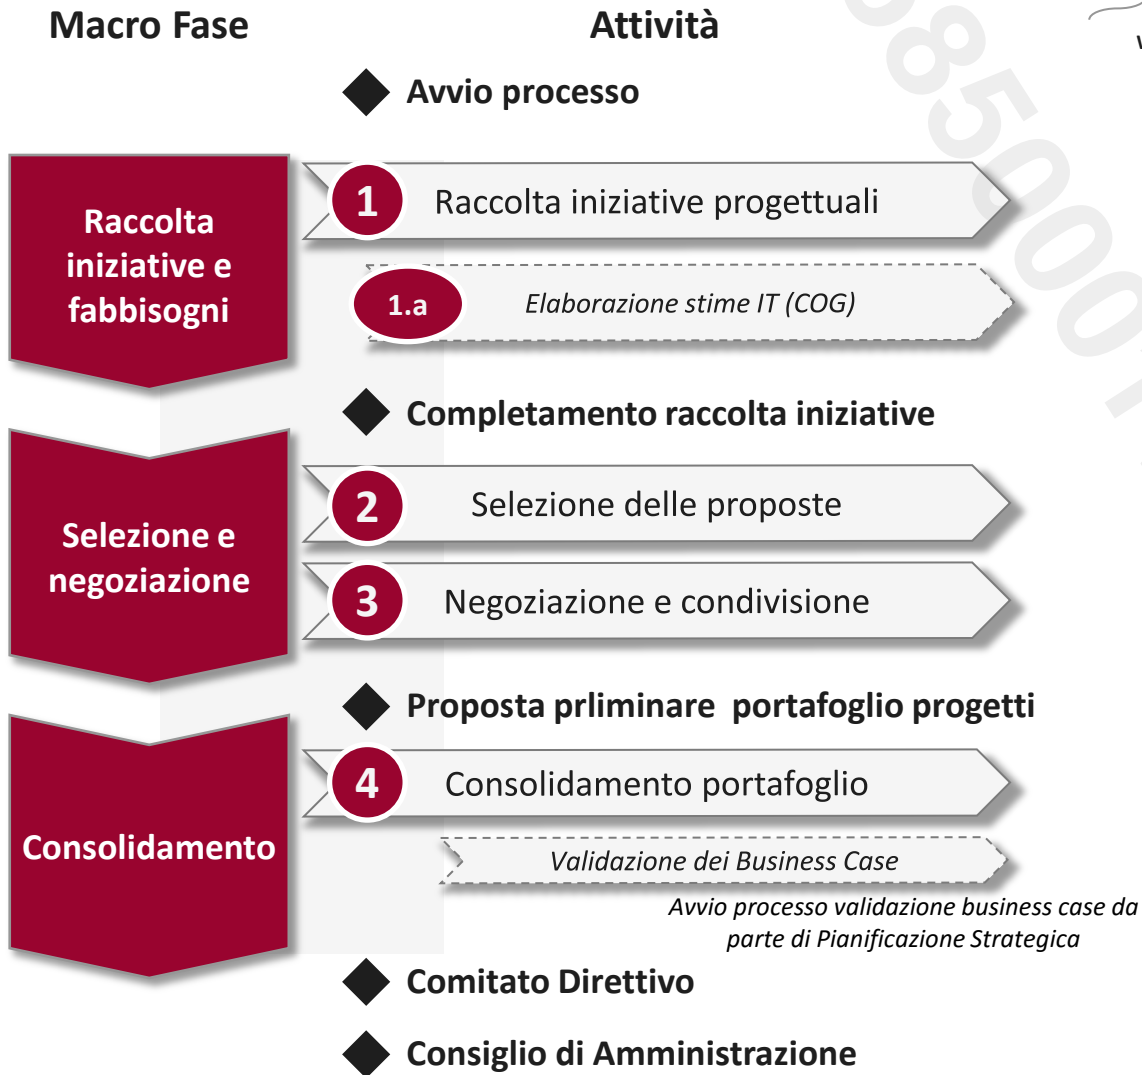 Macro Fase
Attività
Avvio processo
Raccolta
iniziative e
fabbisogni
1
Raccolta iniziative progettuali
1.a
Elaborazione stime IT (COG)
Completamento raccolta iniziative
Selezione e
negoziazione
2
Selezione delle proposte
3
Negoziazione e condivisione
Proposta prliminare portafoglio progetti
Consolidamento
4
Consolidamento portafoglio
Validazione dei Business Case
Avvio processo validazione business case da
parte di Pianificazione Strategica
Comitato Direttivo
Consiglio di Amministrazione